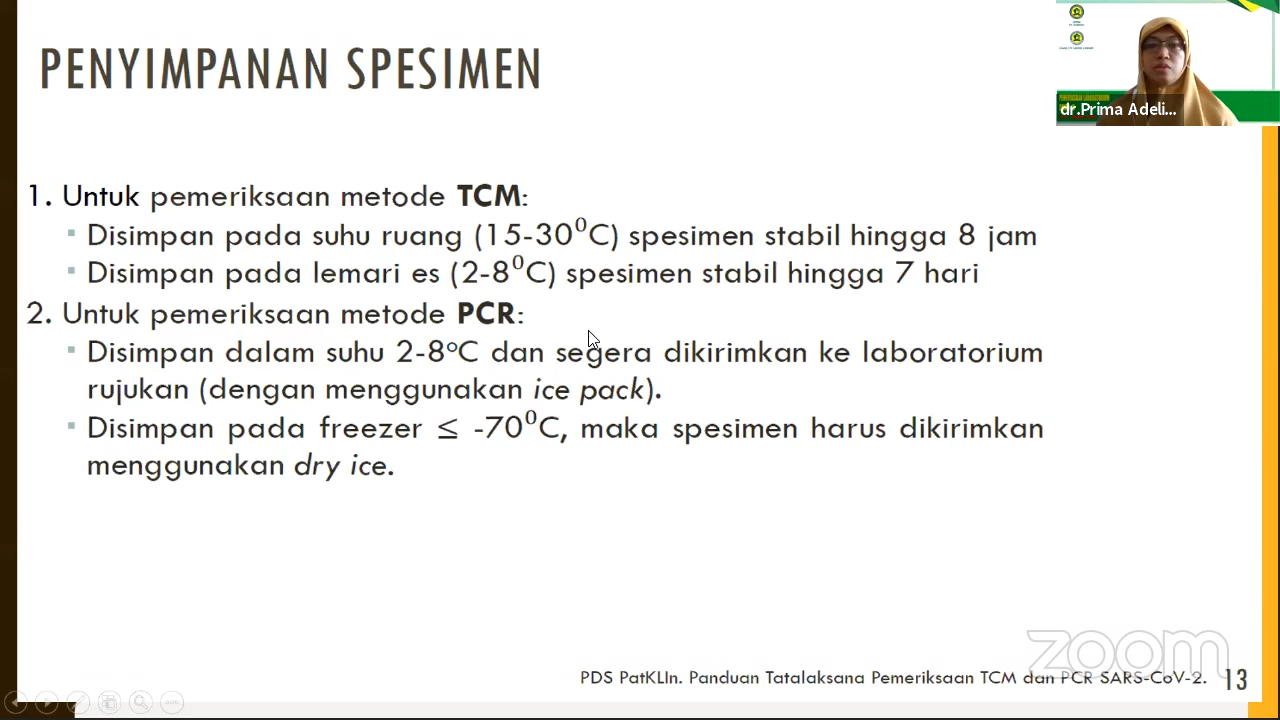 PENYIMPANAN SPESIMEN
dr.Prima Adeli...
1. Untuk pemeriksaan metode TCM:
▪ Disimpan pada suhu ruang (15-30⁰C) spesimen stabil hingga 8 jam
▪ Disimpan pada lemari es (2-8⁰C) spesimen stabil hingga 7 hari
2. Untuk pemeriksaan metode PCR:
▪ Disimpan dalam suhu 2-8°C dan segera dikirimkan ke laboratorium
rujukan (dengan menggunakan ice pack).
▪ Disimpan pada freezer ≤ -70⁰C, maka spesimen harus dikirimkan
menggunakan dry ice.
zoom
PDS PatKLIn. Panduan Tatalaksana Pemeriksaan TCM dan PCR SARS-CoV-2. 13